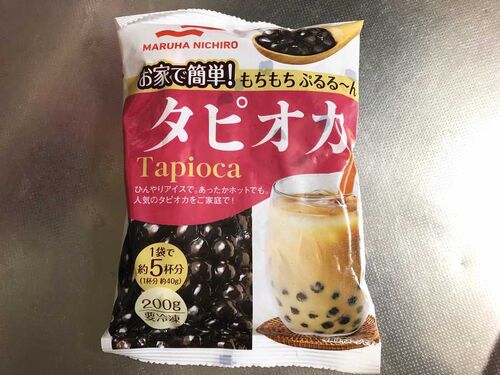 MARUHA NICHIRO
お家で簡単! もちもち ぷるる〜ん
タピオカ
Tapioca
ひんやりアイスで。あったかホットでも。
人気のタピオカをご家庭で!
1袋で
約5杯分
(1杯分 約40g)
200g
要冷凍